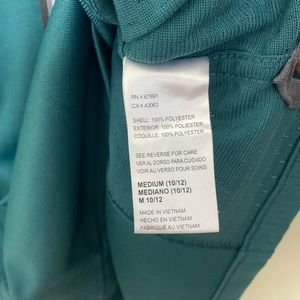 RN # 67891
CA # 43063
SHELL: 100% POLYESTER
EXTERIOR: 100% POLIESTER
COQUILLE: 100% POLYESTER
SEE REVERSE FOR CARE
VER AL DORSO PARA CUIDADO
VOIR AU VERSO POUR SOINS
MEDIUM (10/12)
MEDIANO (10/12)
M 10/12
MADE IN VIETNAM
HECHO EN VIETNAM
FABRIQUÉ AU VIETNAM